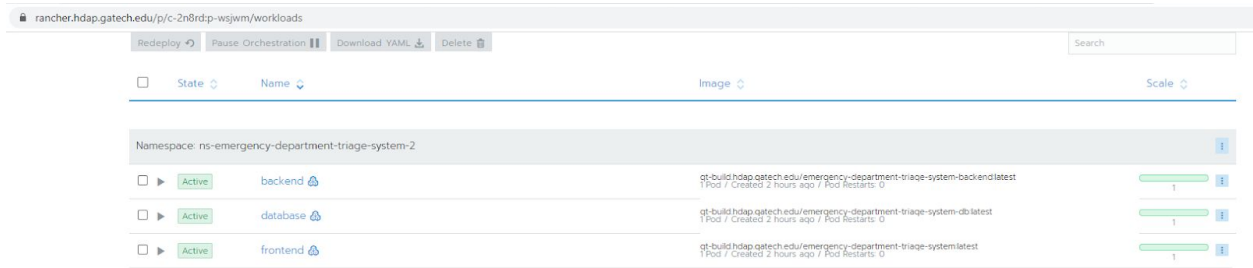 rancher.hdap.gatech.edu/p/c-2n8rd:p-wsjwm/workloads
Redeploy Pause Orchestration Download YAML Delete Search
State Name Image Scale
Namespace: ns-emergency-department-triage-system-2
Active backend gt-build.hdap.gatech.edu/emergency-department-triage-system-backend:latest
1 Pod / Created 2 hours ago / Pod Restarts: 0
1
Active database gt-build.hdap.gatech.edu/emergency-department-triage-system-db:latest
1 Pod / Created 2 hours ago / Pod Restarts: 0
1
Active frontend gt-build.hdap.gatech.edu/emergency-department-triage-system:latest
1 Pod / Created 2 hours ago / Pod Restarts: 0
1